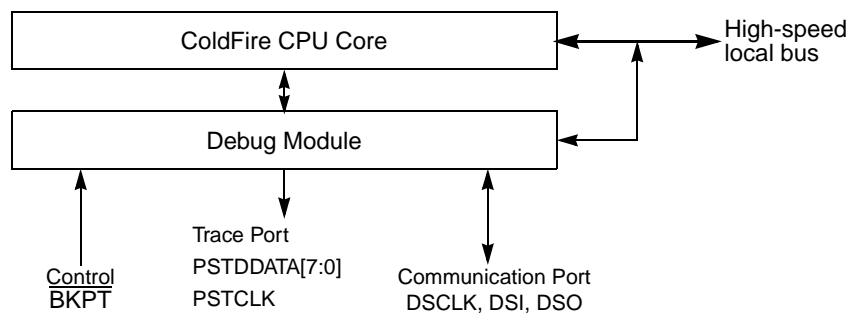 ColdFire CPU Core
High-speed
local bus
Debug Module
Control
BKPT
Trace Port
PSTDDATA[7:0]
PSTCLK
Communication Port
DSCLK, DSI, DSO